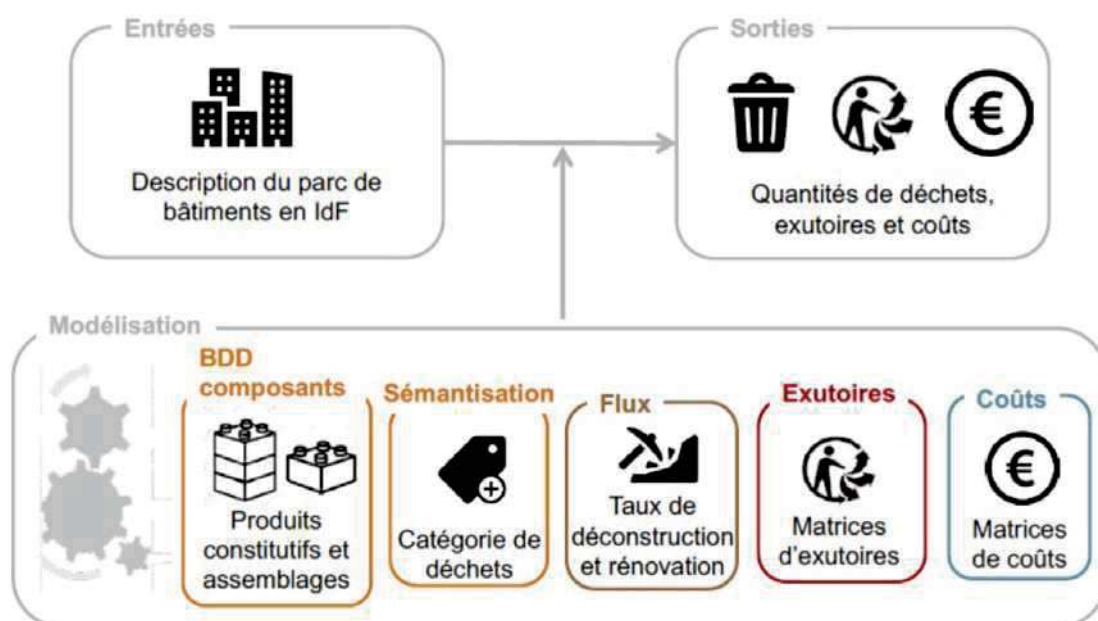 Entrées
Description du parc de
bâtiments en IdF
Sorties
€
Quantités de déchets,
exutoires et coûts
Modélisation
BDD
composants
Produits
constitutifs et
assemblages
Sémantisation
Catégorie de
déchets
Flux
Taux de
déconstruction
et rénovation
Exutoires
Matrices
d'exutoires
Coûts
€
Matrices
de coûts